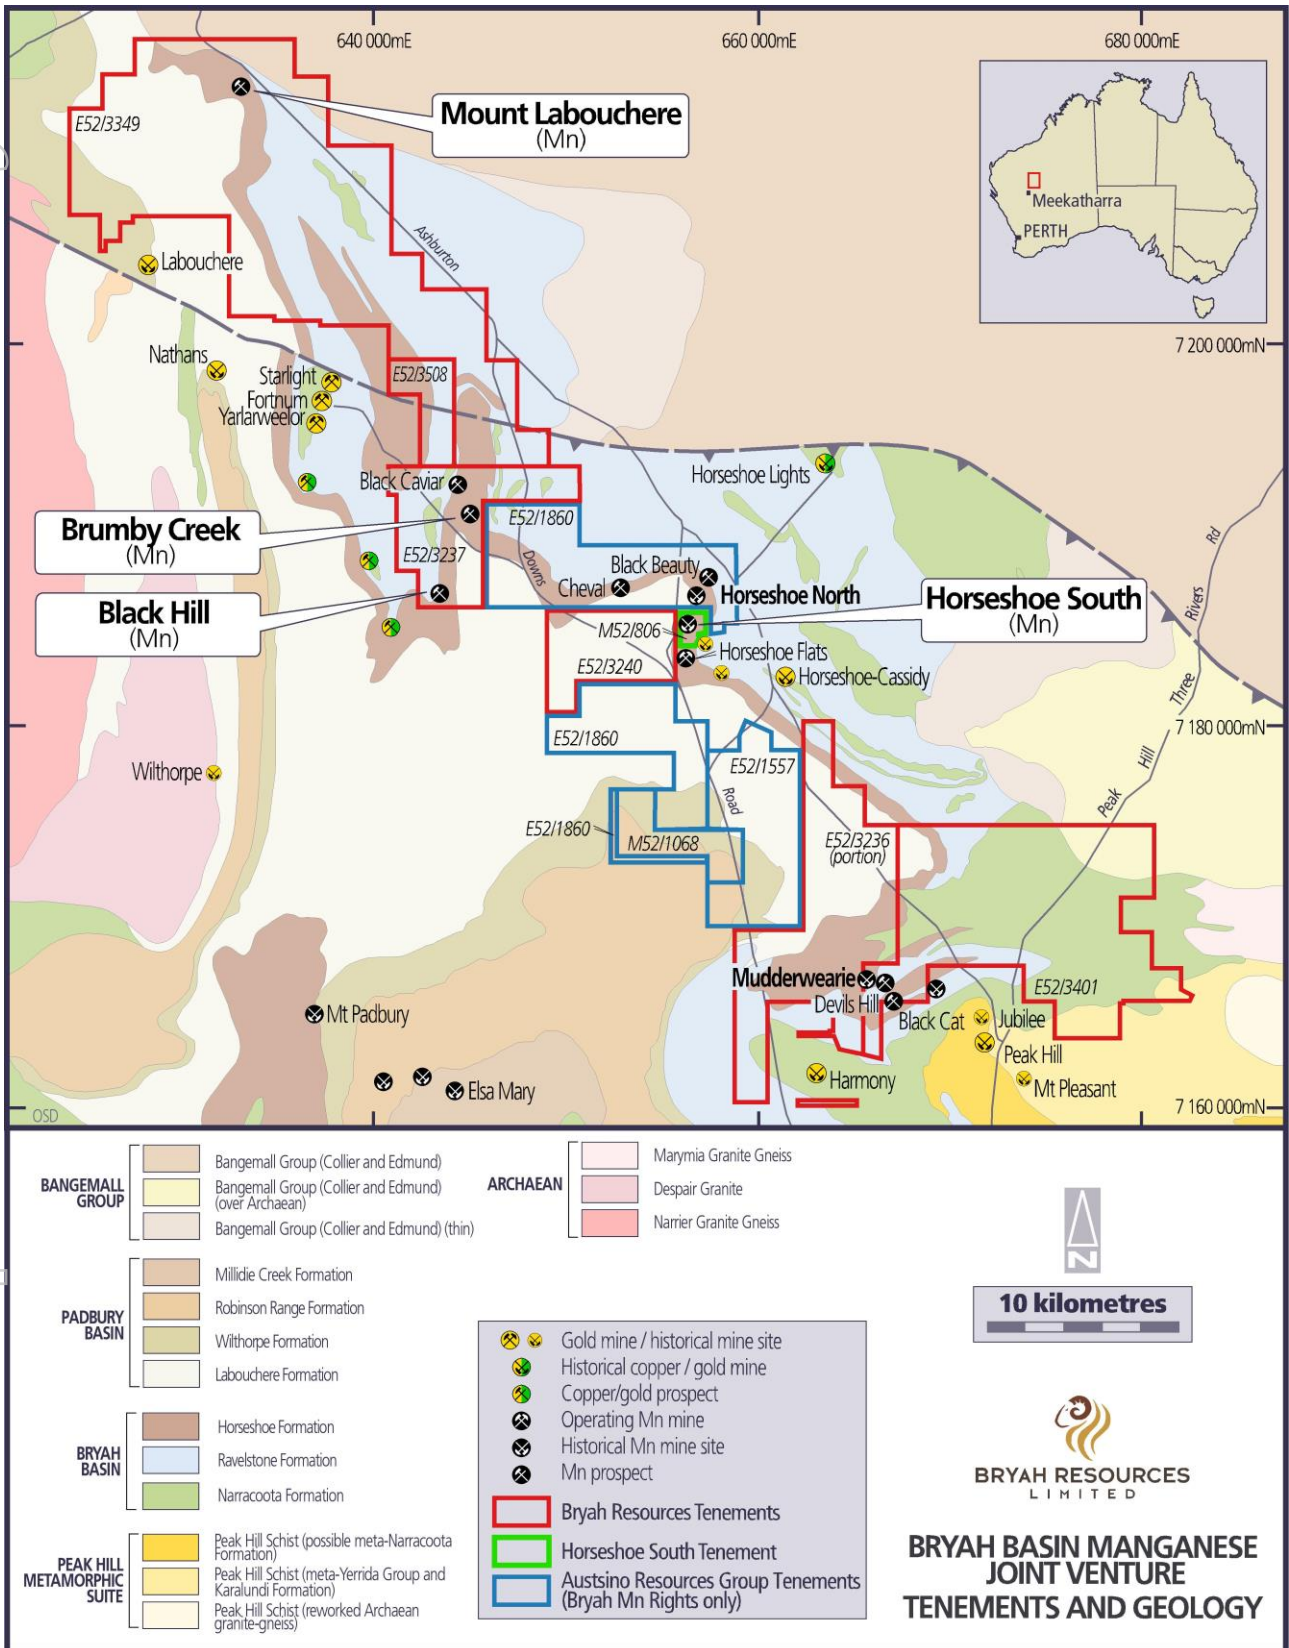 640 000mE
660 000mE
680 000mE
E52/3349
Mount Labouchere
(Mn)
Meekatharra
PERTH
Ashburton
Labouchere
7 200 000mN
Nathans
Starlight
Fortnum
Yarlarweelor
E52/3508
Black Caviar
Horseshoe Lights
Brumby Creek
(Mn)
E52/1860
Rd
E52/3237
Downs
Black Beauty
Cheval
Horseshoe North
Horseshoe South
(Mn)
Black Hill
(Mn)
Rivers
M52/806
Horseshoe Flats
E52/3240
Horseshoe-Cassidy
Three
E52/1860
7 180 000mN
Hill
E52/1557
Wilthorpe
Road
Peak
E52/1860
M52/1068
E52/3236
(portion)
Mudderwearie
Devils Hill
E52/3401
Mt Padbury
Black Cat
Jubilee
Peak Hill
Harmony
Mt Pleasant
Elsa Mary
OSD
7 160 000mN
BANGEMALL
GROUP
Bangemall Group (Collier and Edmund)
Bangemall Group (Collier and Edmund)
(over Archaean)
Bangemall Group (Collier and Edmund) (thin)
ARCHAEAN
Marymia Granite Gneiss
Despair Granite
Narrier Granite Gneiss
PADBURY
BASIN
Millidie Creek Formation
Robinson Range Formation
Wilthorpe Formation
Labouchere Formation
BRYAH
BASIN
Horseshoe Formation
Ravelstone Formation
Narracoota Formation
PEAK HILL
METAMORPHIC
SUITE
Peak Hill Schist (possible meta-Narracoota
Formation)
Peak Hill Schist (meta-Yerrida Group and
Karalundi Formation)
Peak Hill Schist (reworked Archaean
granite-gneiss)
Gold mine / historical mine site
Historical copper / gold mine
Copper/gold prospect
Operating Mn mine
Historical Mn mine site
Mn prospect
Bryah Resources Tenements
Horseshoe South Tenement
Austsino Resources Group Tenements
(Bryah Mn Rights only)
N
10 kilometres
BRYAH RESOURCES
LIMITED
BRYAH BASIN MANGANESE
JOINT VENTURE
TENEMENTS AND GEOLOGY